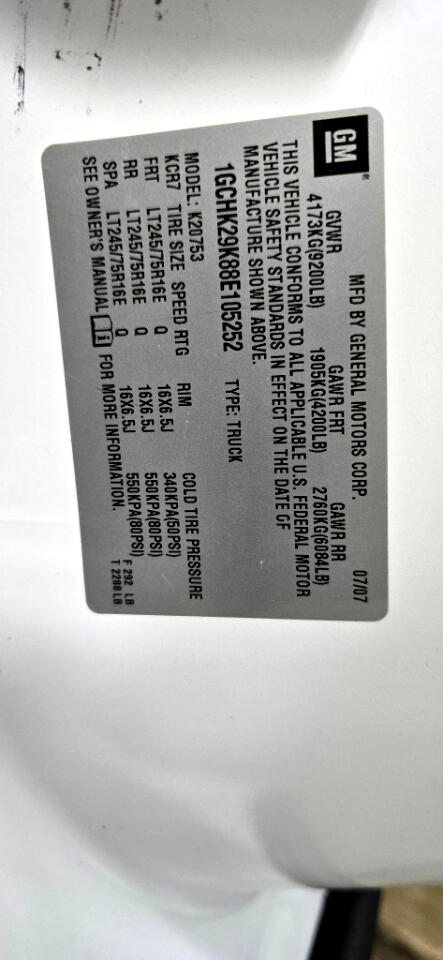 GM® MFD BY GENERAL MOTORS CORP. 07/07
GVWR GAWR FRT GAWR RR
4173KG(9200LB) 1905KG(4200LB) 2760KG(6084LB)
THIS VEHICLE CONFORMS TO ALL APPLICABLE U.S. FEDERAL MOTOR
VEHICLE SAFETY STANDARDS IN EFFECT ON THE DATE OF
MANUFACTURE SHOWN ABOVE.
1GCHK29K88E105252 TYPE: TRUCK
MODEL: K20753
KCR7 TIRE SIZE SPEED RTG RIM COLD TIRE PRESSURE
FRT LT245/75R16E Q 16X6.5J 340KPA(50PSI)
RR LT245/75R16E Q 16X6.5J 550KPA(80PSI)
SPA LT245/75R16E Q 16X6.5J 550KPA(80PSI)
SEE OWNER'S MANUAL i FOR MORE INFORMATION.
F 292 LB
T 2288 LB